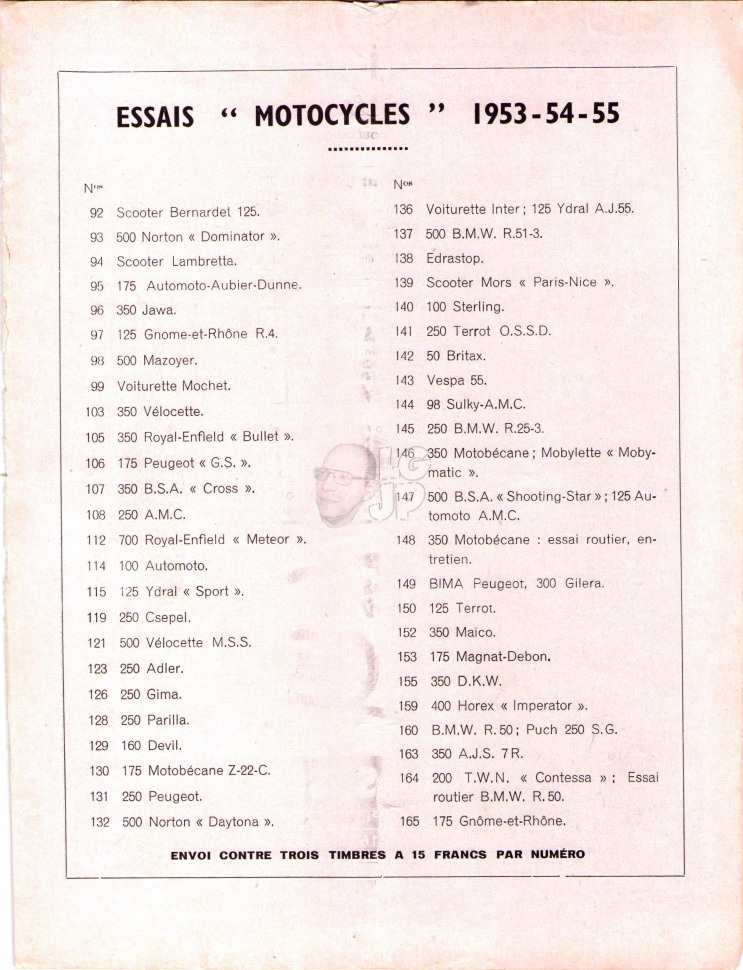 ESSAIS “ MOTOCYCLES ” 1953-54-55
Nos
92 Scooter Bernardet 125.
93 500 Norton « Dominator ».
94 Scooter Lambretta.
95 175 Automoto-Aubier-Dunne.
96 350 Jawa.
97 125 Gnome-et-Rhône R.4.
98 500 Mazoyer.
99 Voiturette Mochet.
103 350 Vélocette.
105 350 Royal-Enfield « Bullet ».
106 175 Peugeot « G.S. ».
107 350 B.S.A. « Cross ».
108 250 A.M.C.
112 700 Royal-Enfield « Meteor ».
114 100 Automoto.
115 125 Ydral « Sport ».
119 250 Csepel.
121 500 Vélocette M.S.S.
123 250 Adler.
126 250 Gima.
128 250 Parilla.
129 160 Devil.
130 175 Motobécane Z-22-C.
131 250 Peugeot.
132 500 Norton « Daytona ».
Nos
136 Voiturette Inter ; 125 Ydral A.J.55.
137 500 B.M.W. R.51-3.
138 Edrastop.
139 Scooter Mors « Paris-Nice ».
140 100 Sterling.
141 250 Terrot O.S.S.D.
142 50 Britax.
143 Vespa 55.
144 98 Sulky-A.M.C.
145 250 B.M.W. R.25-3.
146 350 Motobécane ; Mobylette « Moby-
matic ».
147 500 B.S.A. « Shooting-Star » ; 125 Au-
tomoto A.M.C.
148 350 Motobécane : essai routier, en-
tretien.
149 BIMA Peugeot, 300 Gilera.
150 125 Terrot.
152 350 Maïco.
153 175 Magnat-Debon.
155 350 D.K.W.
159 400 Horex « Imperator ».
160 B.M.W. R.50 ; Puch 250 S.G.
163 350 A.J.S. 7 R.
164 200 T.W.N. « Contessa » ; Essai
routier B.M.W. R.50.
165 175 Gnôme-et-Rhône.
ENVOI CONTRE TROIS TIMBRES A 15 FRANCS PAR NUMÉRO